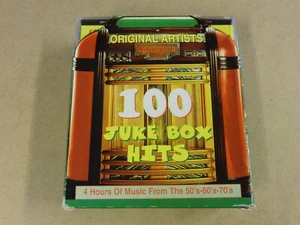 ORIGINAL ARTISTS
100
JUKE BOX
HITS
4 Hours Of Music From The 50's-60's-70's